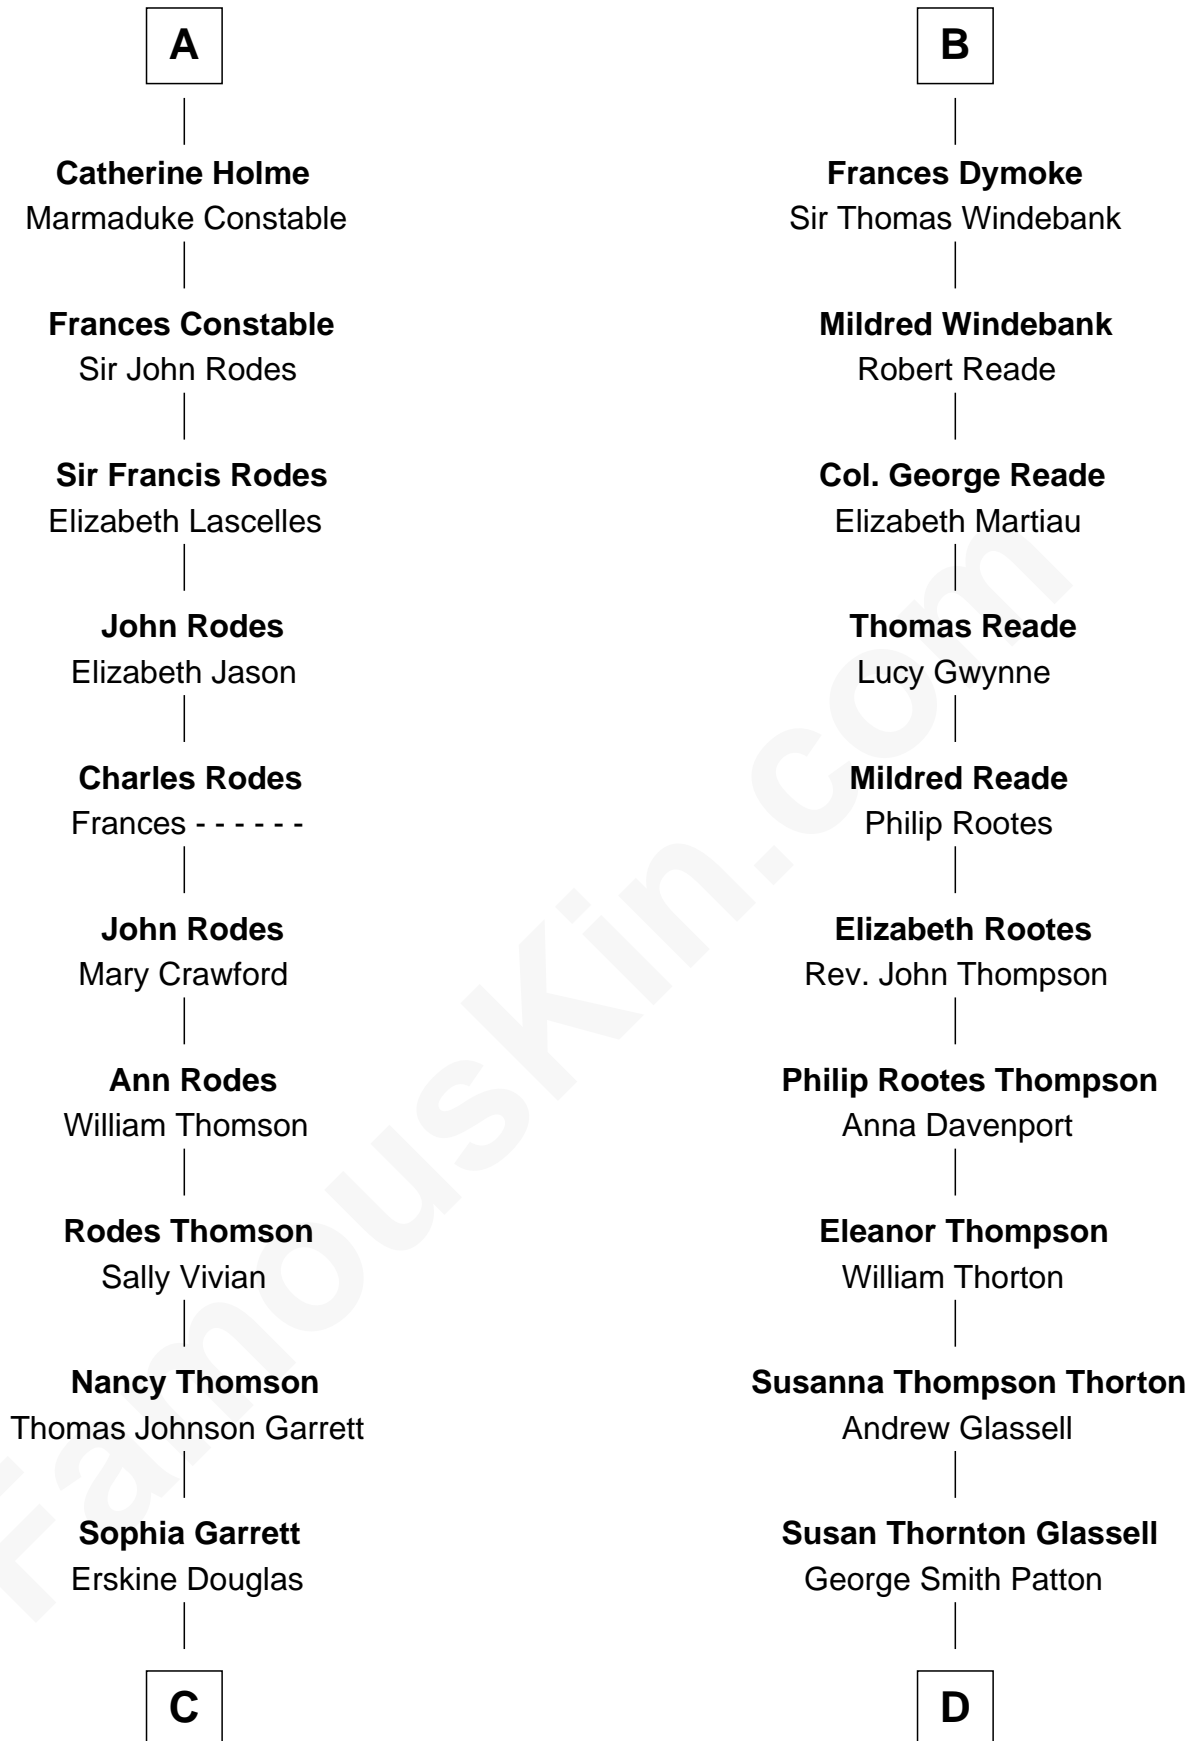 A
Catherine Holme
Marmaduke Constable
Frances Constable
Sir John Rodes
Sir Francis Rodes
Elizabeth Lascelles
John Rodes
Elizabeth Jason
Charles Rodes
Frances - - - - - -
John Rodes
Mary Crawford
Ann Rodes
William Thomson
Rodes Thomson
Sally Vivian
Nancy Thomson
Thomas Johnson Garrett
Sophia Garrett
Erskine Douglas
C
B
Frances Dymoke
Sir Thomas Windebank
Mildred Windebank
Robert Reade
Col. George Reade
Elizabeth Martiau
Thomas Reade
Lucy Gwynne
Mildred Reade
Philip Rootes
Elizabeth Rootes
Rev. John Thompson
Philip Rootes Thompson
Anna Davenport
Eleanor Thompson
William Thorton
Susanna Thompson Thorton
Andrew Glassell
Susan Thornton Glassell
George Smith Patton
D
FamousKin.com